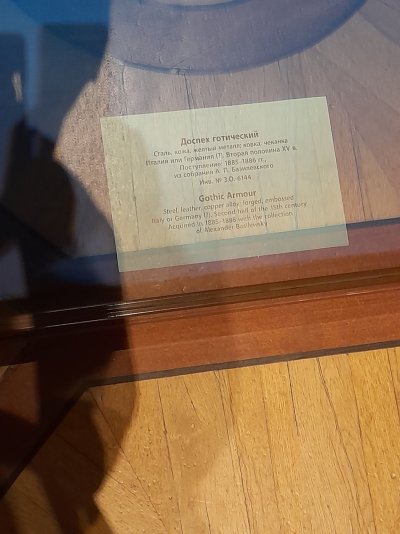 Доспех готический
Сталь, кожа, желтый металл; ковка, чеканка
Италия или Германия (?). Вторая половина XV в.
Поступление: 1885-1886 гг.,
из собрания А. П. Базилевского
Инв. № З.О. 6144
Gothic Armour
Steel, leather, copper alloy; forged, embossed
Italy or Germany (?), Second half of the 15th century
Acquired in 1885-1886 with the collection
of Alexander Basilevsky